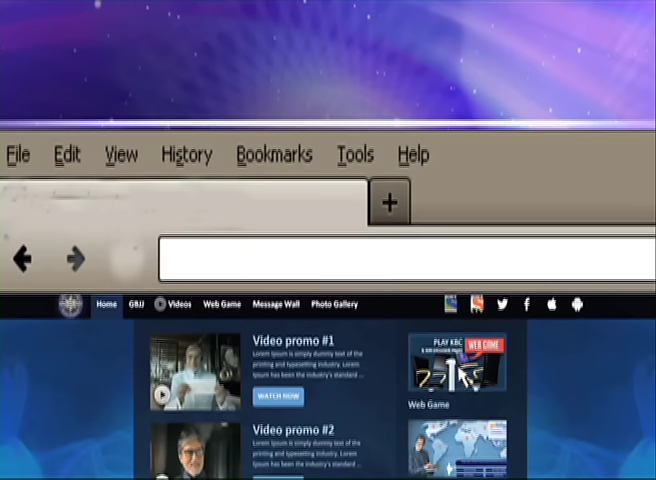 File Edit View History Bookmarks Tools Help
+
Home GBJJ Videos Web Game Message Wall Photo Gallery
Video promo #1
Lorem Ipsum is simply dummy text of the
printing and typesetting industry. Lorem
Ipsum has been the industry's standard ...
WATCH NOW
PLAY KBC
WEB GAME
Web Game
Video promo #2
Lorem Ipsum is simply dummy text of the
printing and typesetting industry. Lorem
Ipsum has been the industry's standard ...